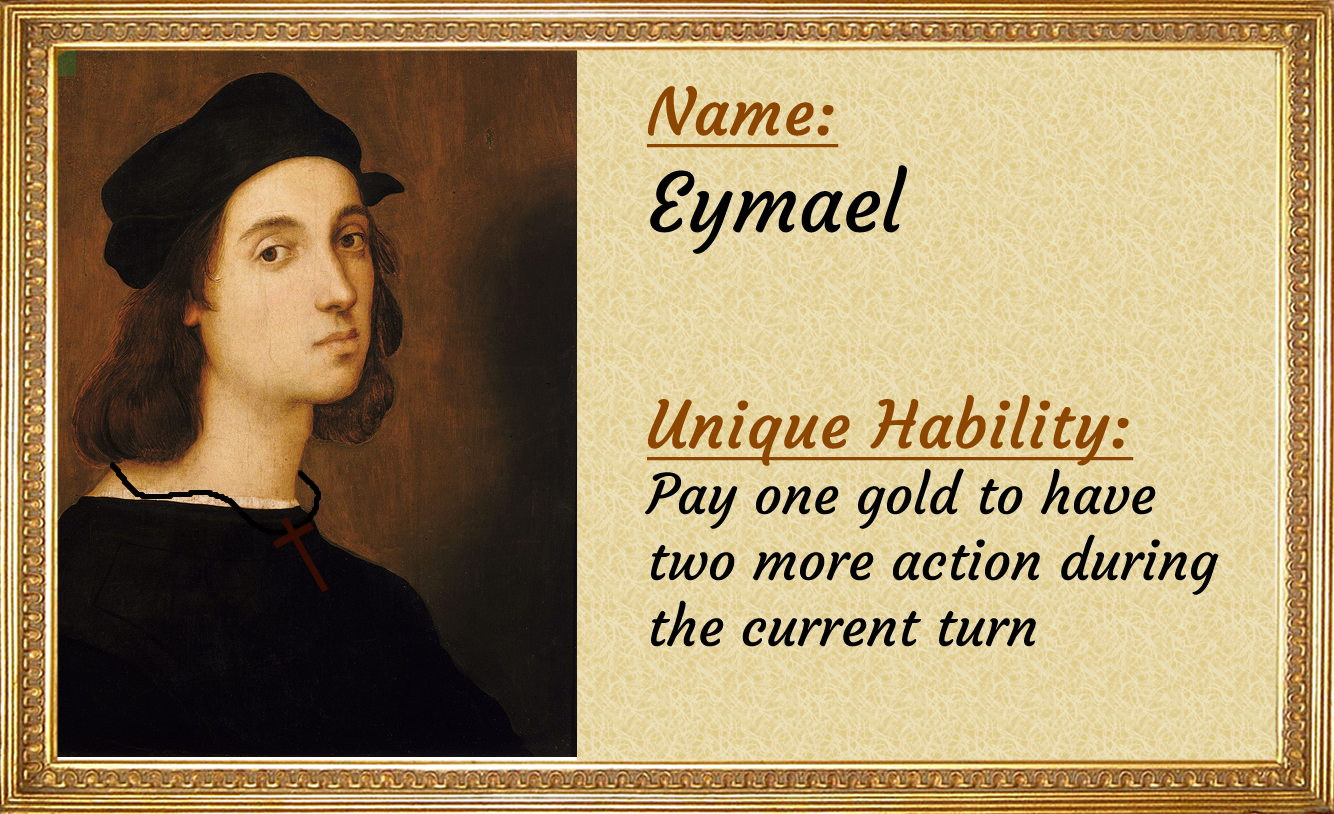 Name:
Eymael
Unique Hability:
Pay one gold to have
two more action during
the current turn